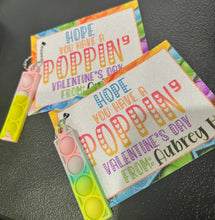 HOPE
YOU HAVE A
POPPIN'
VALENTINE'S DAY
FROM:
HOPE
YOU HAVE A
POPPIN'
VALENTINE'S DAY
FROM: Aubrey H